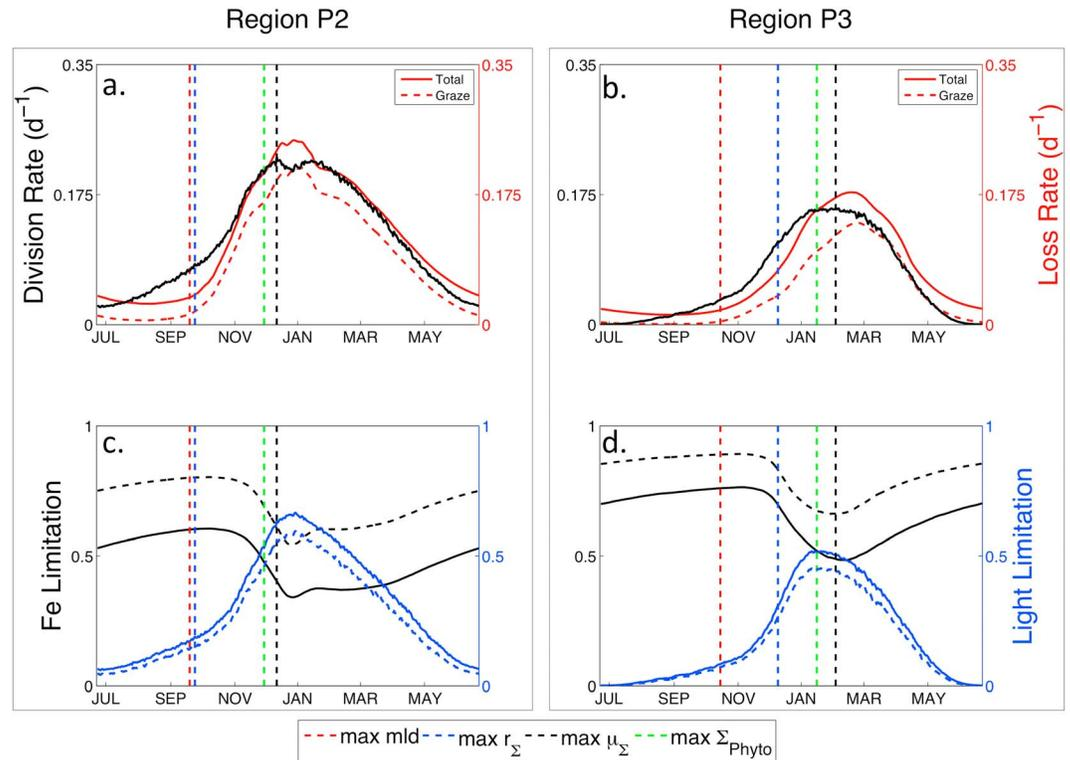 Region P2
Region P3
a.
Division Rate (d⁻¹)
0.35
0.175
0
0.35
0.175
0
Total
Graze
JUL SEP NOV JAN MAR MAY
b.
0.35
0.175
0
Loss Rate (d⁻¹)
0.35
0.175
0
Total
Graze
JUL SEP NOV JAN MAR MAY
c.
Fe Limitation
1
0.5
0
1
0.5
0
JUL SEP NOV JAN MAR MAY
d.
1
0.5
0
Light Limitation
1
0.5
0
JUL SEP NOV JAN MAR MAY
max mld max r_Σ max μ_Σ max Σ_Phyto